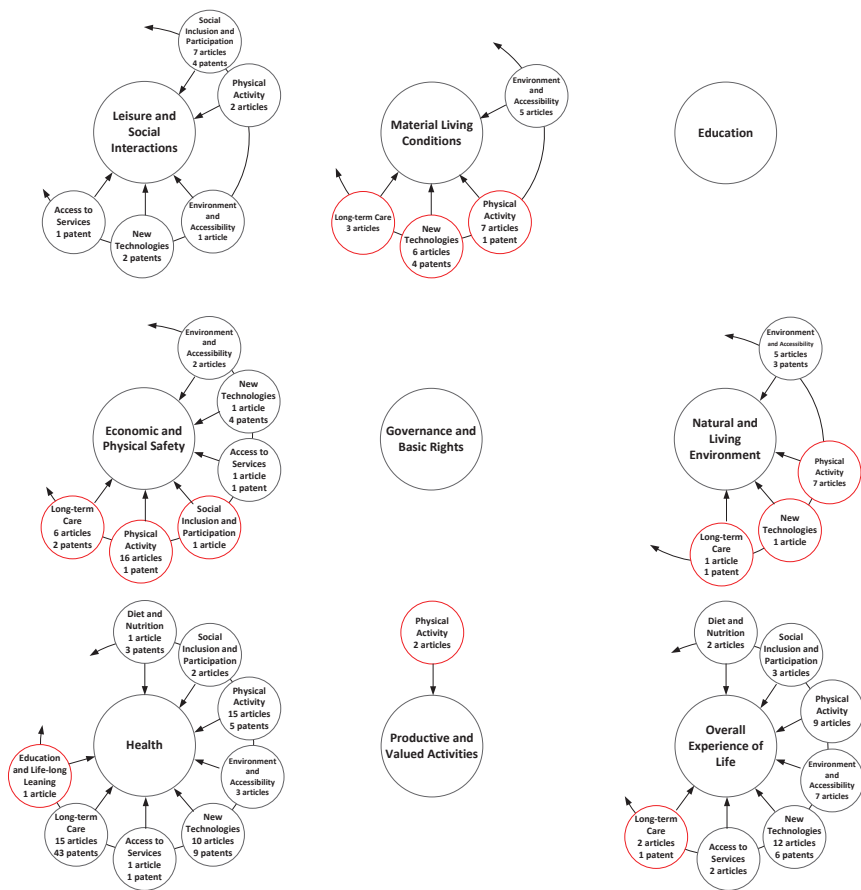 Social
Inclusion and
Participation
7 articles
4 patents
Physical
Activity
2 articles
Leisure and
Social
Interactions
Access to
Services
1 patent
New
Technologies
2 patents
Environment
and
Accessibility
1 article
Environment
and
Accessibility
5 articles
Material Living
Conditions
Long-term Care
3 articles
New
Technologies
6 articles
4 patents
Physical
Activity
7 articles
1 patent
Education
Environment
and
Accessibility
2 articles
New
Technologies
1 article
4 patents
Economic and
Physical Safety
Access to
Services
1 article
1 patent
Long-term
Care
6 articles
2 patents
Physical
Activity
16 articles
1 patent
Social
Inclusion and
Participation
1 article
Governance and
Basic Rights
Environment
and Accessibility
5 articles
3 patents
Natural and
Living
Environment
Physical
Activity
7 articles
New
Technologies
1 article
Long-term
Care
1 article
1 patent
Diet and
Nutrition
1 article
3 patents
Social
Inclusion and
Participation
2 articles
Physical
Activity
15 articles
5 patents
Health
Education
and Life-long
Leaning
1 article
Environment
and
Accessibility
3 articles
Long-term
Care
15 articles
43 patents
Access to
Services
1 article
1 patent
New
Technologies
10 articles
9 patents
Physical
Activity
2 articles
Productive and
Valued Activities
Diet and
Nutrition
2 articles
Social
Inclusion and
Participation
3 articles
Physical
Activity
9 articles
Overall
Experience of
Life
Environment
and
Accessibility
7 articles
Long-term
Care
2 articles
1 patent
Access to
Services
2 articles
New
Technologies
12 articles
6 patents